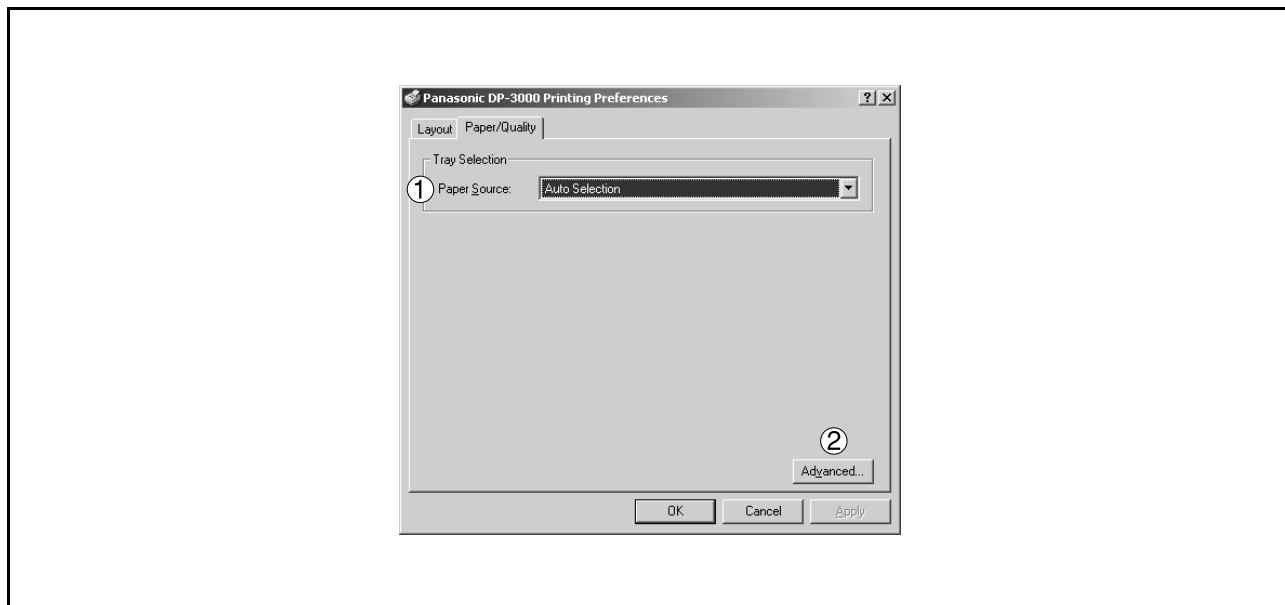 Panasonic DP-3000 Printing Preferences ? X
Layout Paper/Quality
Tray Selection
① Paper Source: Auto Selection
②
Advanced...
OK Cancel Apply